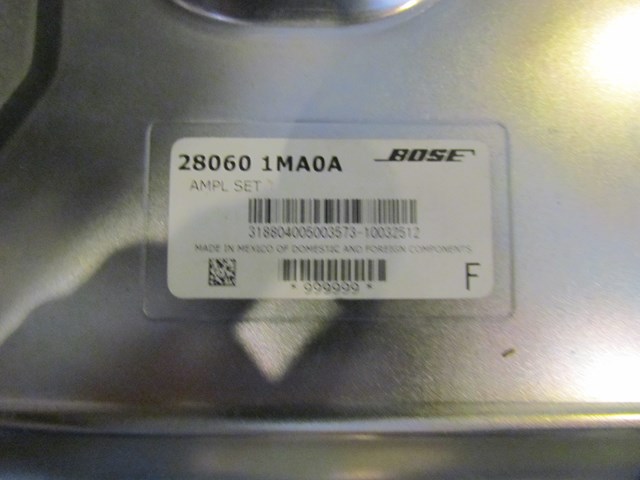 28060 1MA0A BOSE
AMPL SET
318804005003573-10032512
MADE IN MEXICO OF DOMESTIC AND FOREIGN COMPONENTS
* 999999 * F